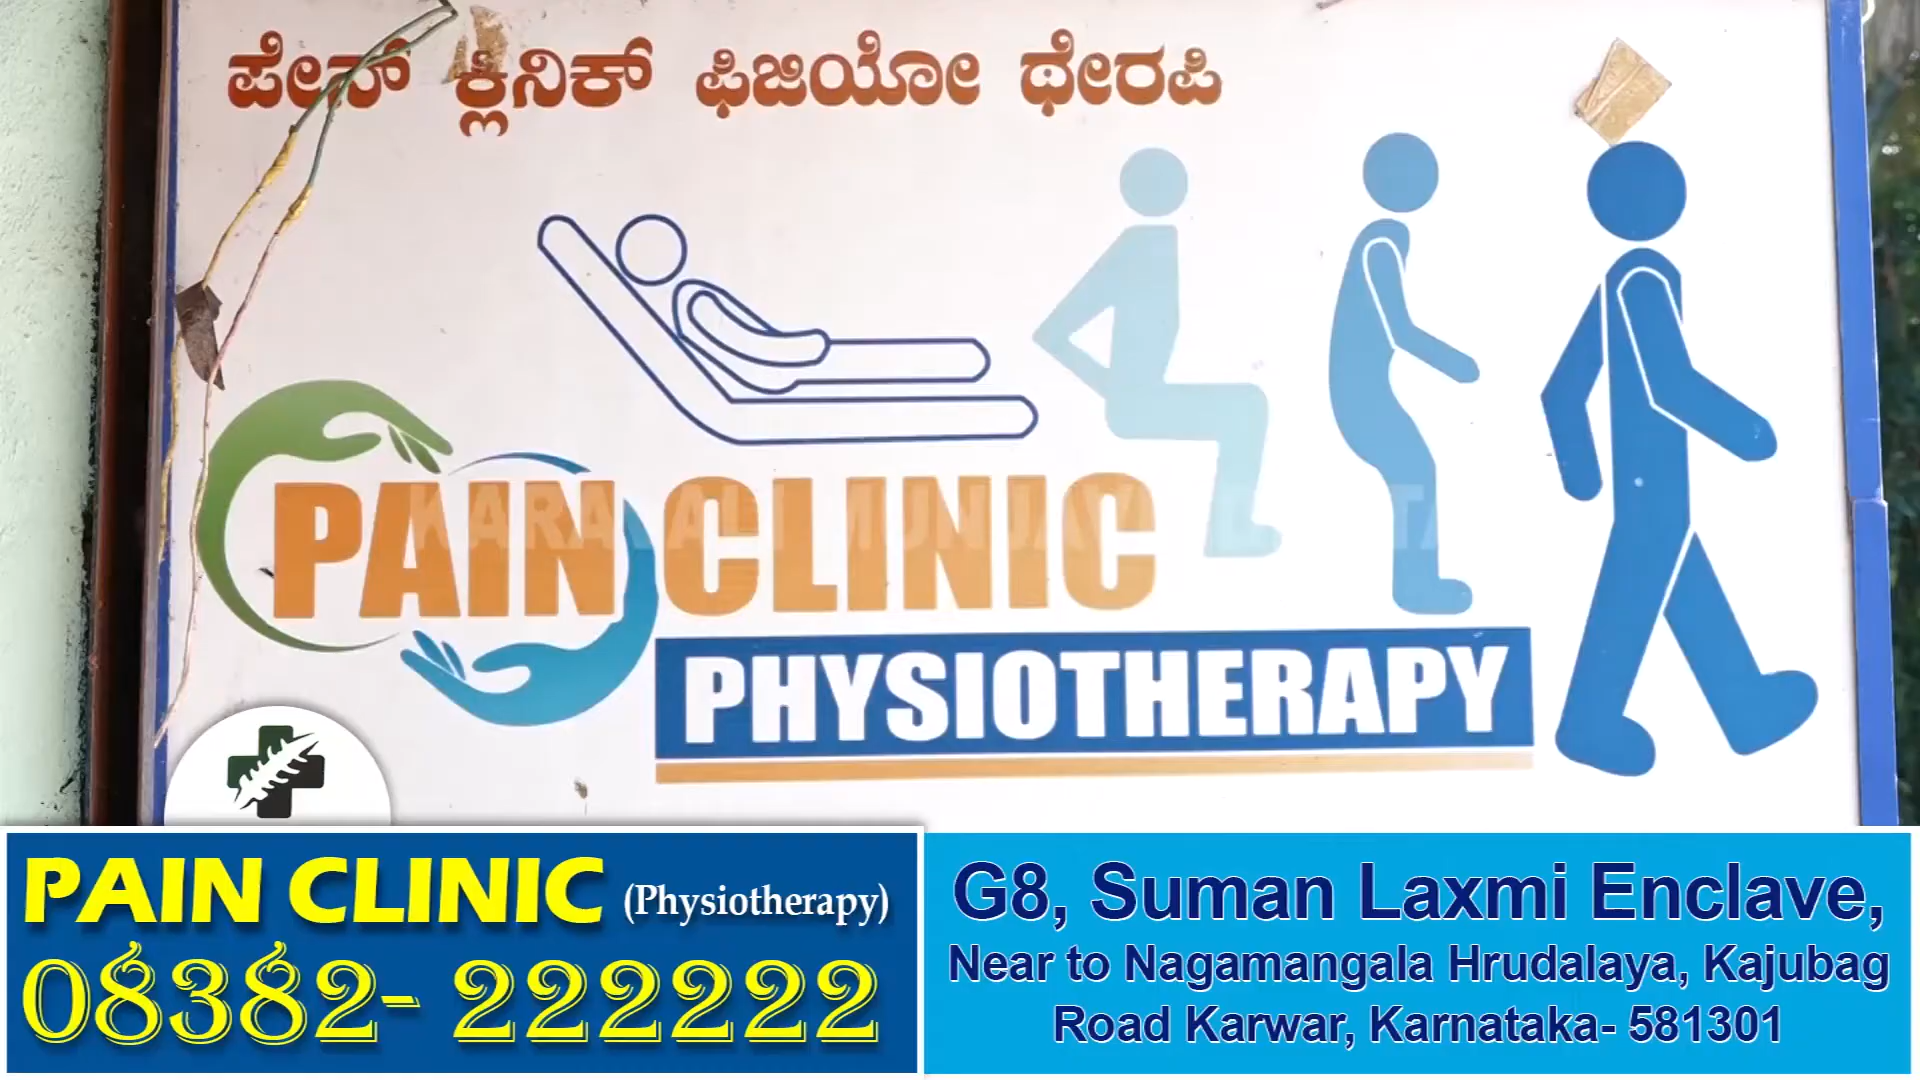 ಪೇನ್ ಕ್ಲಿನಿಕ್ ಫಿಜಿಯೋ ಥೇರಪಿ
PAIN CLINIC
PHYSIOTHERAPY
PAIN CLINIC (Physiotherapy)
08382- 222222
G8, Suman Laxmi Enclave,
Near to Nagamangala Hrudalaya, Kajubag
Road Karwar, Karnataka- 581301